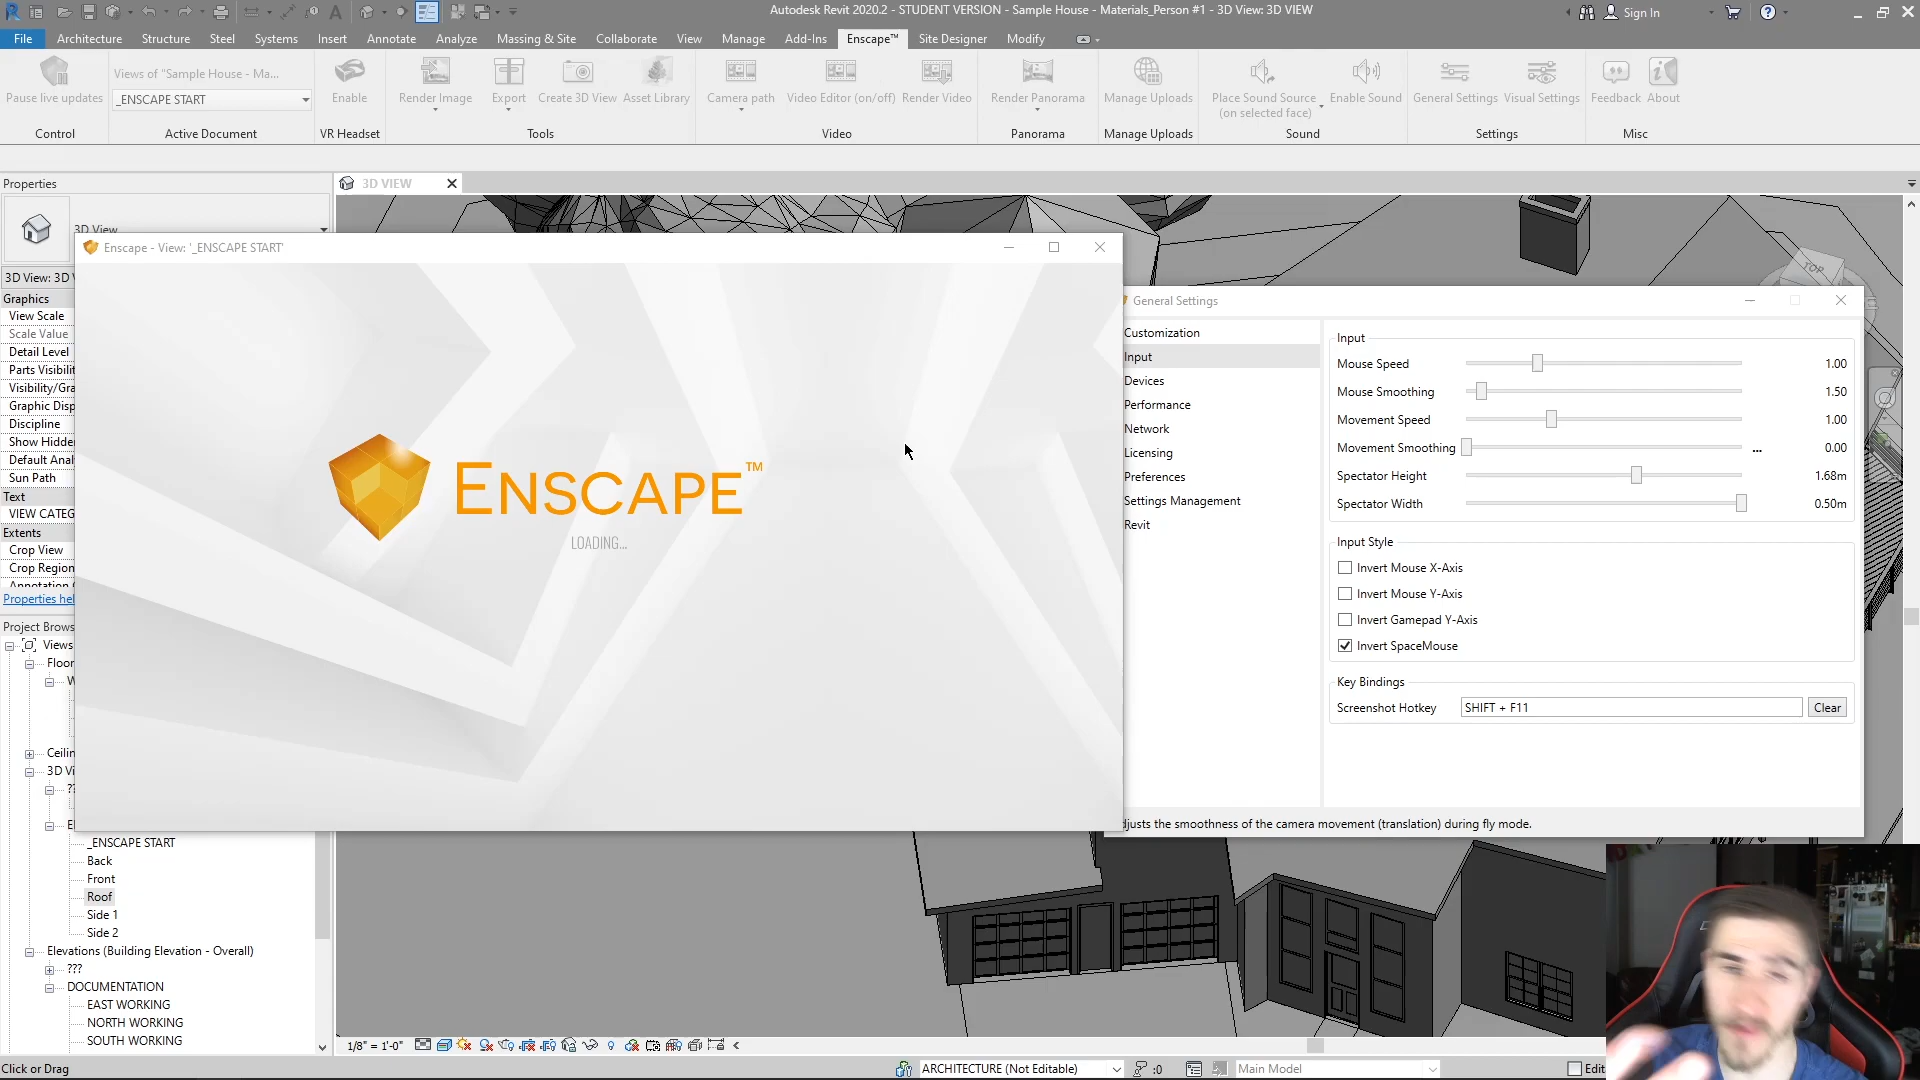 Autodesk Revit 2020.2 - STUDENT VERSION - Sample House - Materials_Person #1 - 3D View: 3D VIEW
Sign In
File Architecture Structure Steel Systems Insert Annotate Analyze Massing & Site Collaborate View Manage Add-Ins Enscape™ Site Designer Modify
Views of "Sample House - Ma...
Pause live updates _ENSCAPE START Enable Render Image Export Create 3D View Asset Library Camera path Video Editor (on/off) Render Video Render Panorama Manage Uploads Place Sound Source Enable Sound General Settings Visual Settings Feedback About
(on selected face)
Control Active Document VR Headset Tools Video Panorama Manage Uploads Sound Settings Misc
Properties
3D VIEW
3D View
Enscape - View: '_ENSCAPE START'
3D View: 3D V
Graphics
View Scale
Scale Value
Detail Level
Parts Visibilit
Visibility/Gra
Graphic Disp
Discipline
Show Hidder
Default Anal
Sun Path
Text
VIEW CATEG
Extents
Crop View
Crop Region
Annotation C
Properties hel
TOP
ENSCAPE™
LOADING...
General Settings
Customization
Input
Devices
Performance
Network
Licensing
Preferences
Settings Management
Revit
Input
Mouse Speed 1.00
Mouse Smoothing 1.50
Movement Speed 1.00
Movement Smoothing ... 0.00
Spectator Height 1.68m
Spectator Width 0.50m
Input Style
Invert Mouse X-Axis
Invert Mouse Y-Axis
Invert Gamepad Y-Axis
Invert SpaceMouse
Key Bindings
Screenshot Hotkey SHIFT + F11 Clear
djusts the smoothness of the camera movement (translation) during fly mode.
Project Brows
Views
Floor
W
Ceilin
3D Vi
??
El
_ENSCAPE START
Back
Front
Roof
Side 1
Side 2
Elevations (Building Elevation - Overall)
???
DOCUMENTATION
EAST WORKING
NORTH WORKING
SOUTH WORKING
1/8" = 1'-0"
Click or Drag ARCHITECTURE (Not Editable) :0 Main Model Edit